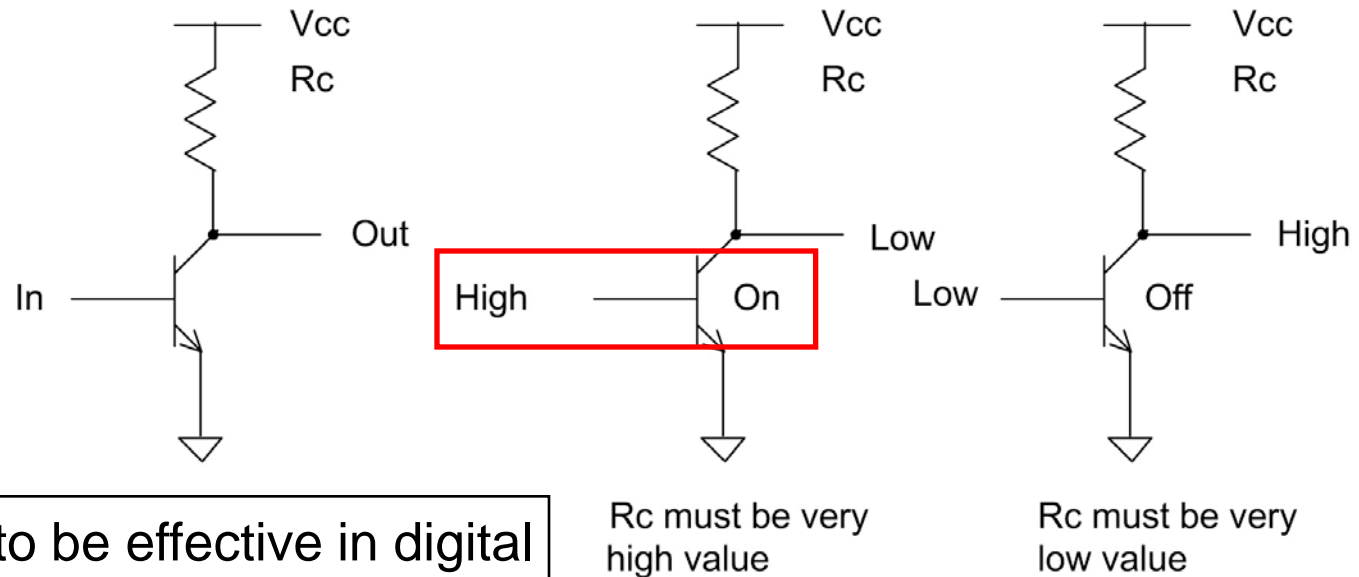 Vcc
Rc
Out
In
Vcc
Rc
Low
High
On
Vcc
Rc
High
Low
Off
to be effective in digital
Rc must be very
high value
Rc must be very
low value